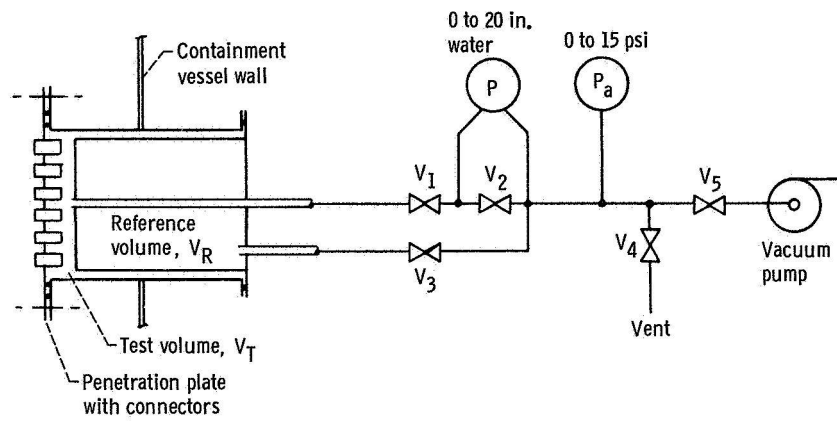 Containment
vessel wall
0 to 20 in.
water
0 to 15 psi
P
Pa
V1
V2
V5
Reference
volume, VR
V3
V4
Vacuum
pump
Vent
Test volume, VT
Penetration plate
with connectors